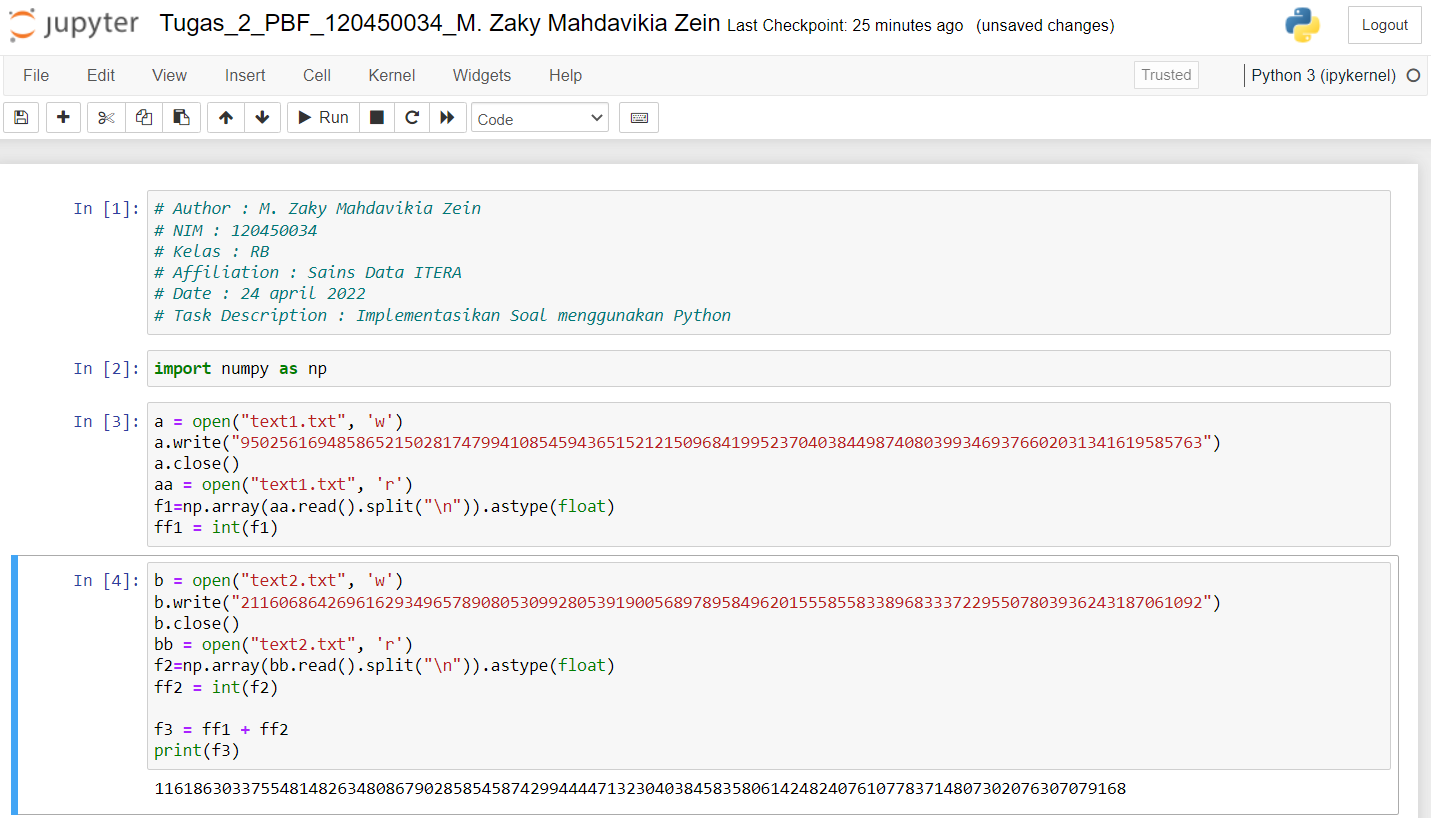 jupyter Tugas_2_PBF_120450034_M. Zaky Mahdavikia Zein Last Checkpoint: 25 minutes ago (unsaved changes) Logout
File Edit View Insert Cell Kernel Widgets Help Trusted Python 3 (ipykernel)
Run Code
In [1]: # Author : M. Zaky Mahdavikia Zein
# NIM : 120450034
# Kelas : RB
# Affiliation : Sains Data ITERA
# Date : 24 april 2022
# Task Description : Implementasikan Soal menggunakan Python
In [2]: import numpy as np
In [3]: a = open("text1.txt", 'w')
a.write("95025616948586521502817479941085459436515212150968419952370403844987408039934693766020313416195857​63")
a.close()
aa = open("text1.txt", 'r')
f1=np.array(aa.read().split("\n")).astype(float)
ff1 = int(f1)
In [4]: b = open("text2.txt", 'w')
b.write("21160686426961629349657890805309928053919005689789584962015558558338968333722955078039362431870610​92")
b.close()
bb = open("text2.txt", 'r')
f2=np.array(bb.read().split("\n")).astype(float)
ff2 = int(f2)
f3 = ff1 + ff2
print(f3)
11618630337554814826348086790285854587429944447132304038458358061424824076107783714807302076307079168